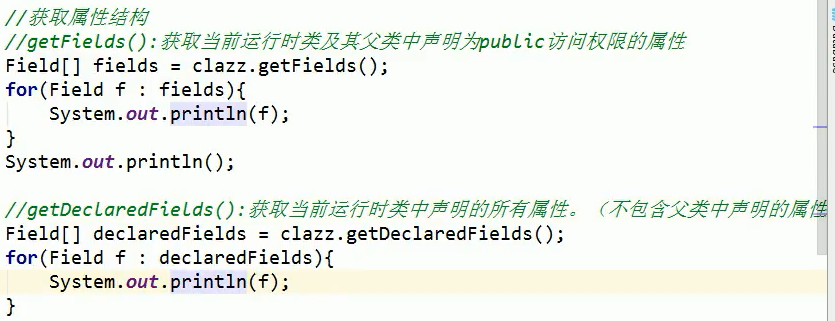 //获取属性结构
//getFields():获取当前运行时类及其父类中声明为public访问权限的属性
Field[] fields = clazz.getFields();
for(Field f : fields){
    System.out.println(f);
}
System.out.println();

//getDeclaredFields():获取当前运行时类中声明的所有属性。（不包含父类中声明的属性
Field[] declaredFields = clazz.getDeclaredFields();
for(Field f : declaredFields){
    System.out.println(f);
}